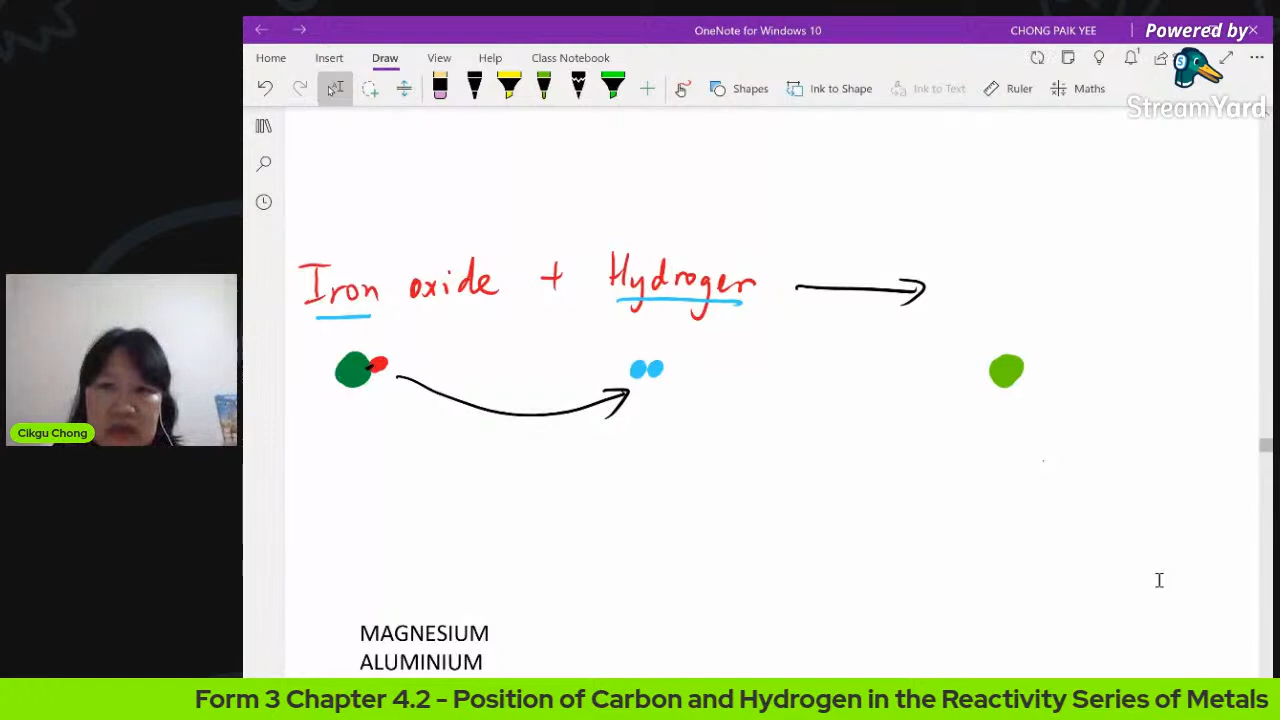 OneNote for Windows 10
CHONG PAIK YEE
Powered by
Home Insert Draw View Help Class Notebook
Shapes Ink to Shape Ink to Text Ruler Maths
StreamYard
Iron oxide + Hydrogen
Cikgu Chong
MAGNESIUM
ALUMINIUM
Form 3 Chapter 4.2 - Position of Carbon and Hydrogen in the Reactivity Series of Metals